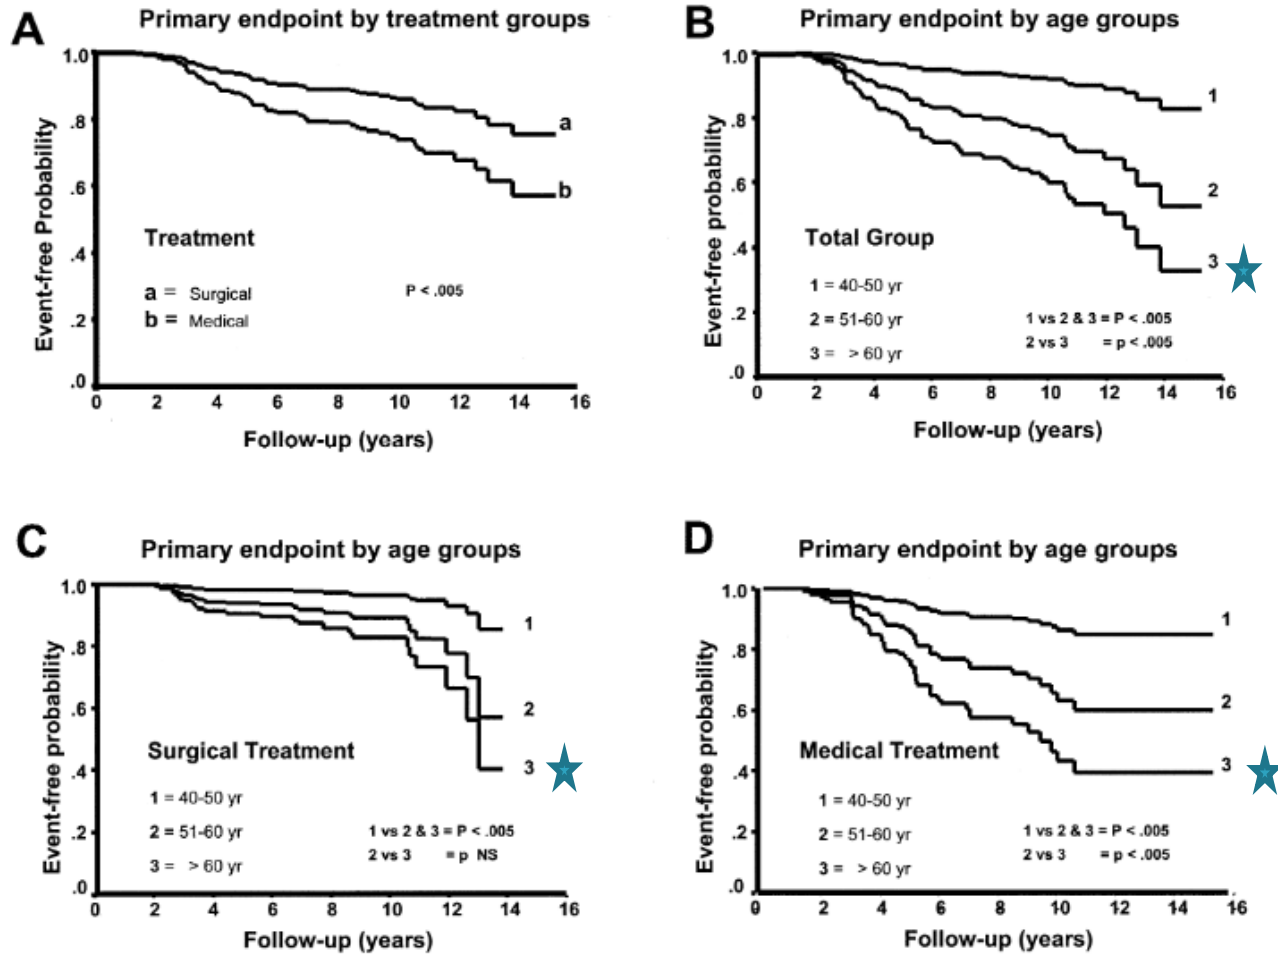 A
Primary endpoint by treatment groups
Event-free Probability
1.0
.8
.6
.4
.2
.0
a
b
Treatment
a = Surgical
b = Medical
P < .005
0 2 4 6 8 10 12 14 16
Follow-up (years)
B
Primary endpoint by age groups
Event-free probability
1.0
.8
.6
.4
.2
.0
1
2
3
Total Group
1 = 40-50 yr
2 = 51-60 yr
3 = > 60 yr
1 vs 2 & 3 = P < .005
2 vs 3 = p < .005
0 2 4 6 8 10 12 14 16
Follow-up (years)
C
Primary endpoint by age groups
Event-free probability
1.0
.8
.6
.4
.2
.0
1
2
3
Surgical Treatment
1 = 40-50 yr
2 = 51-60 yr
3 = > 60 yr
1 vs 2 & 3 = P < .005
2 vs 3 = p NS
0 2 4 6 8 10 12 14 16
Follow-up (years)
D
Primary endpoint by age groups
Event-free probability
1.0
.8
.6
.4
.2
.0
1
2
3
Medical Treatment
1 = 40-50 yr
2 = 51-60 yr
3 = > 60 yr
1 vs 2 & 3 = P < .005
2 vs 3 = p < .005
0 2 4 6 8 10 12 14 16
Follow-up (years)